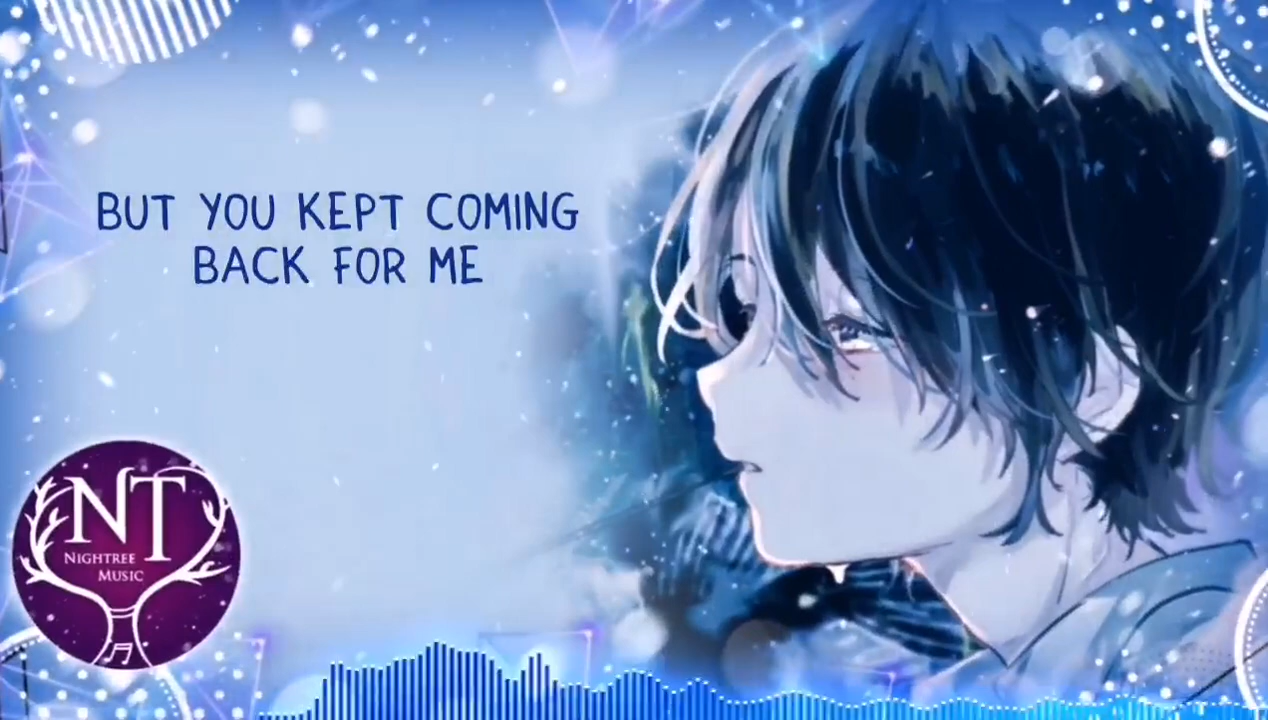 BUT YOU KEPT COMING
BACK FOR ME
NT
NIGHTREE
MUSIC